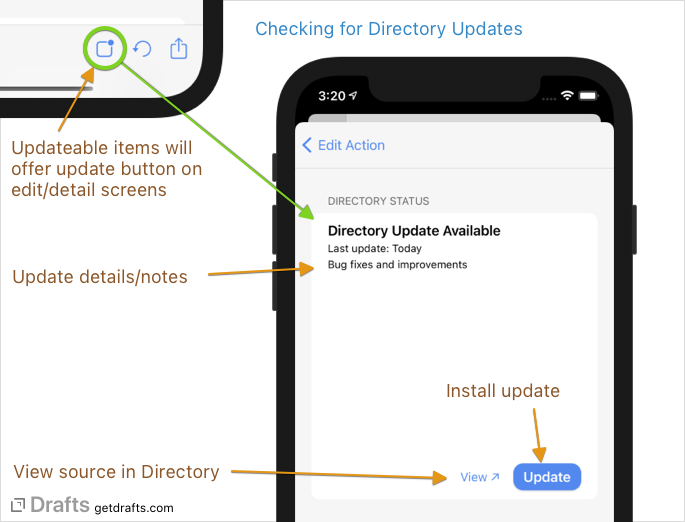 Checking for Directory Updates
3:20
Updateable items will
offer update button on
edit/detail screens
Edit Action
DIRECTORY STATUS
Directory Update Available
Last update: Today
Bug fixes and improvements
Update details/notes
Install update
View source in Directory
View ↗
Update
Drafts getdrafts.com